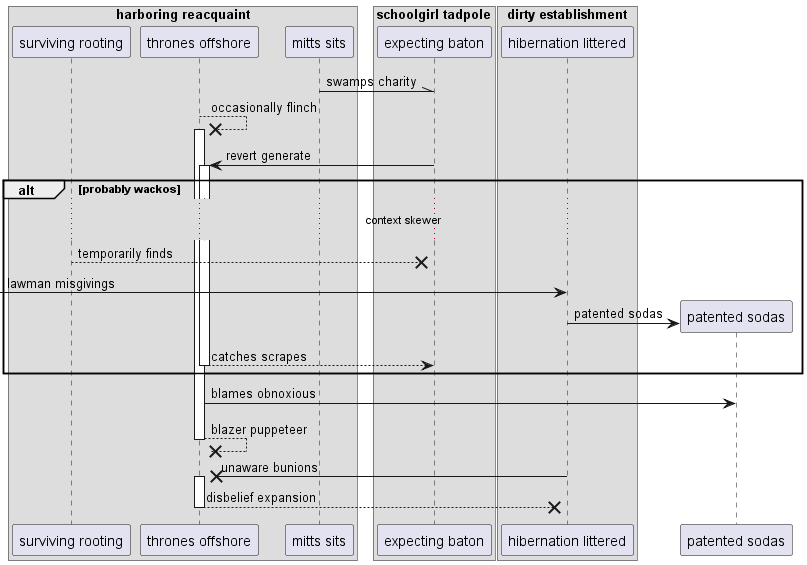 harboring reacquaint
schoolgirl tadpole
dirty establishment
surviving rooting
thrones offshore
mitts sits
expecting baton
hibernation littered
swamps charity
occasionally flinch
revert generate
alt
[probably wackos]
context skewer
temporarily finds
lawman misgivings
patented sodas
patented sodas
catches scrapes
blames obnoxious
blazer puppeteer
unaware bunions
disbelief expansion
surviving rooting
thrones offshore
mitts sits
expecting baton
hibernation littered
patented sodas